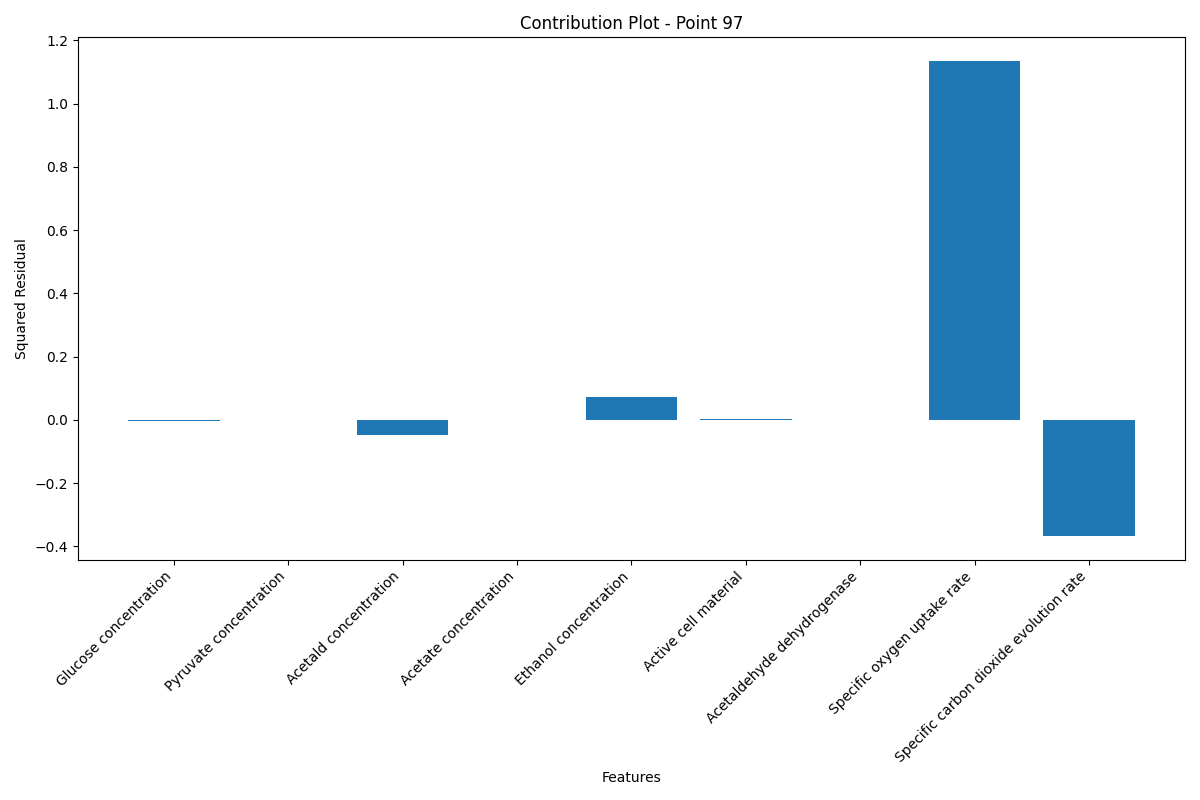 Contribution Plot - Point 97
1.2
1.0
0.8
0.6
0.4
0.2
0.0
−0.2
−0.4
Squared Residual
Glucose concentration
Pyruvate concentration
Acetald concentration
Acetate concentration
Ethanol concentration
Active cell material
Acetaldehyde dehydrogenase
Specific oxygen uptake rate
Specific carbon dioxide evolution rate
Features